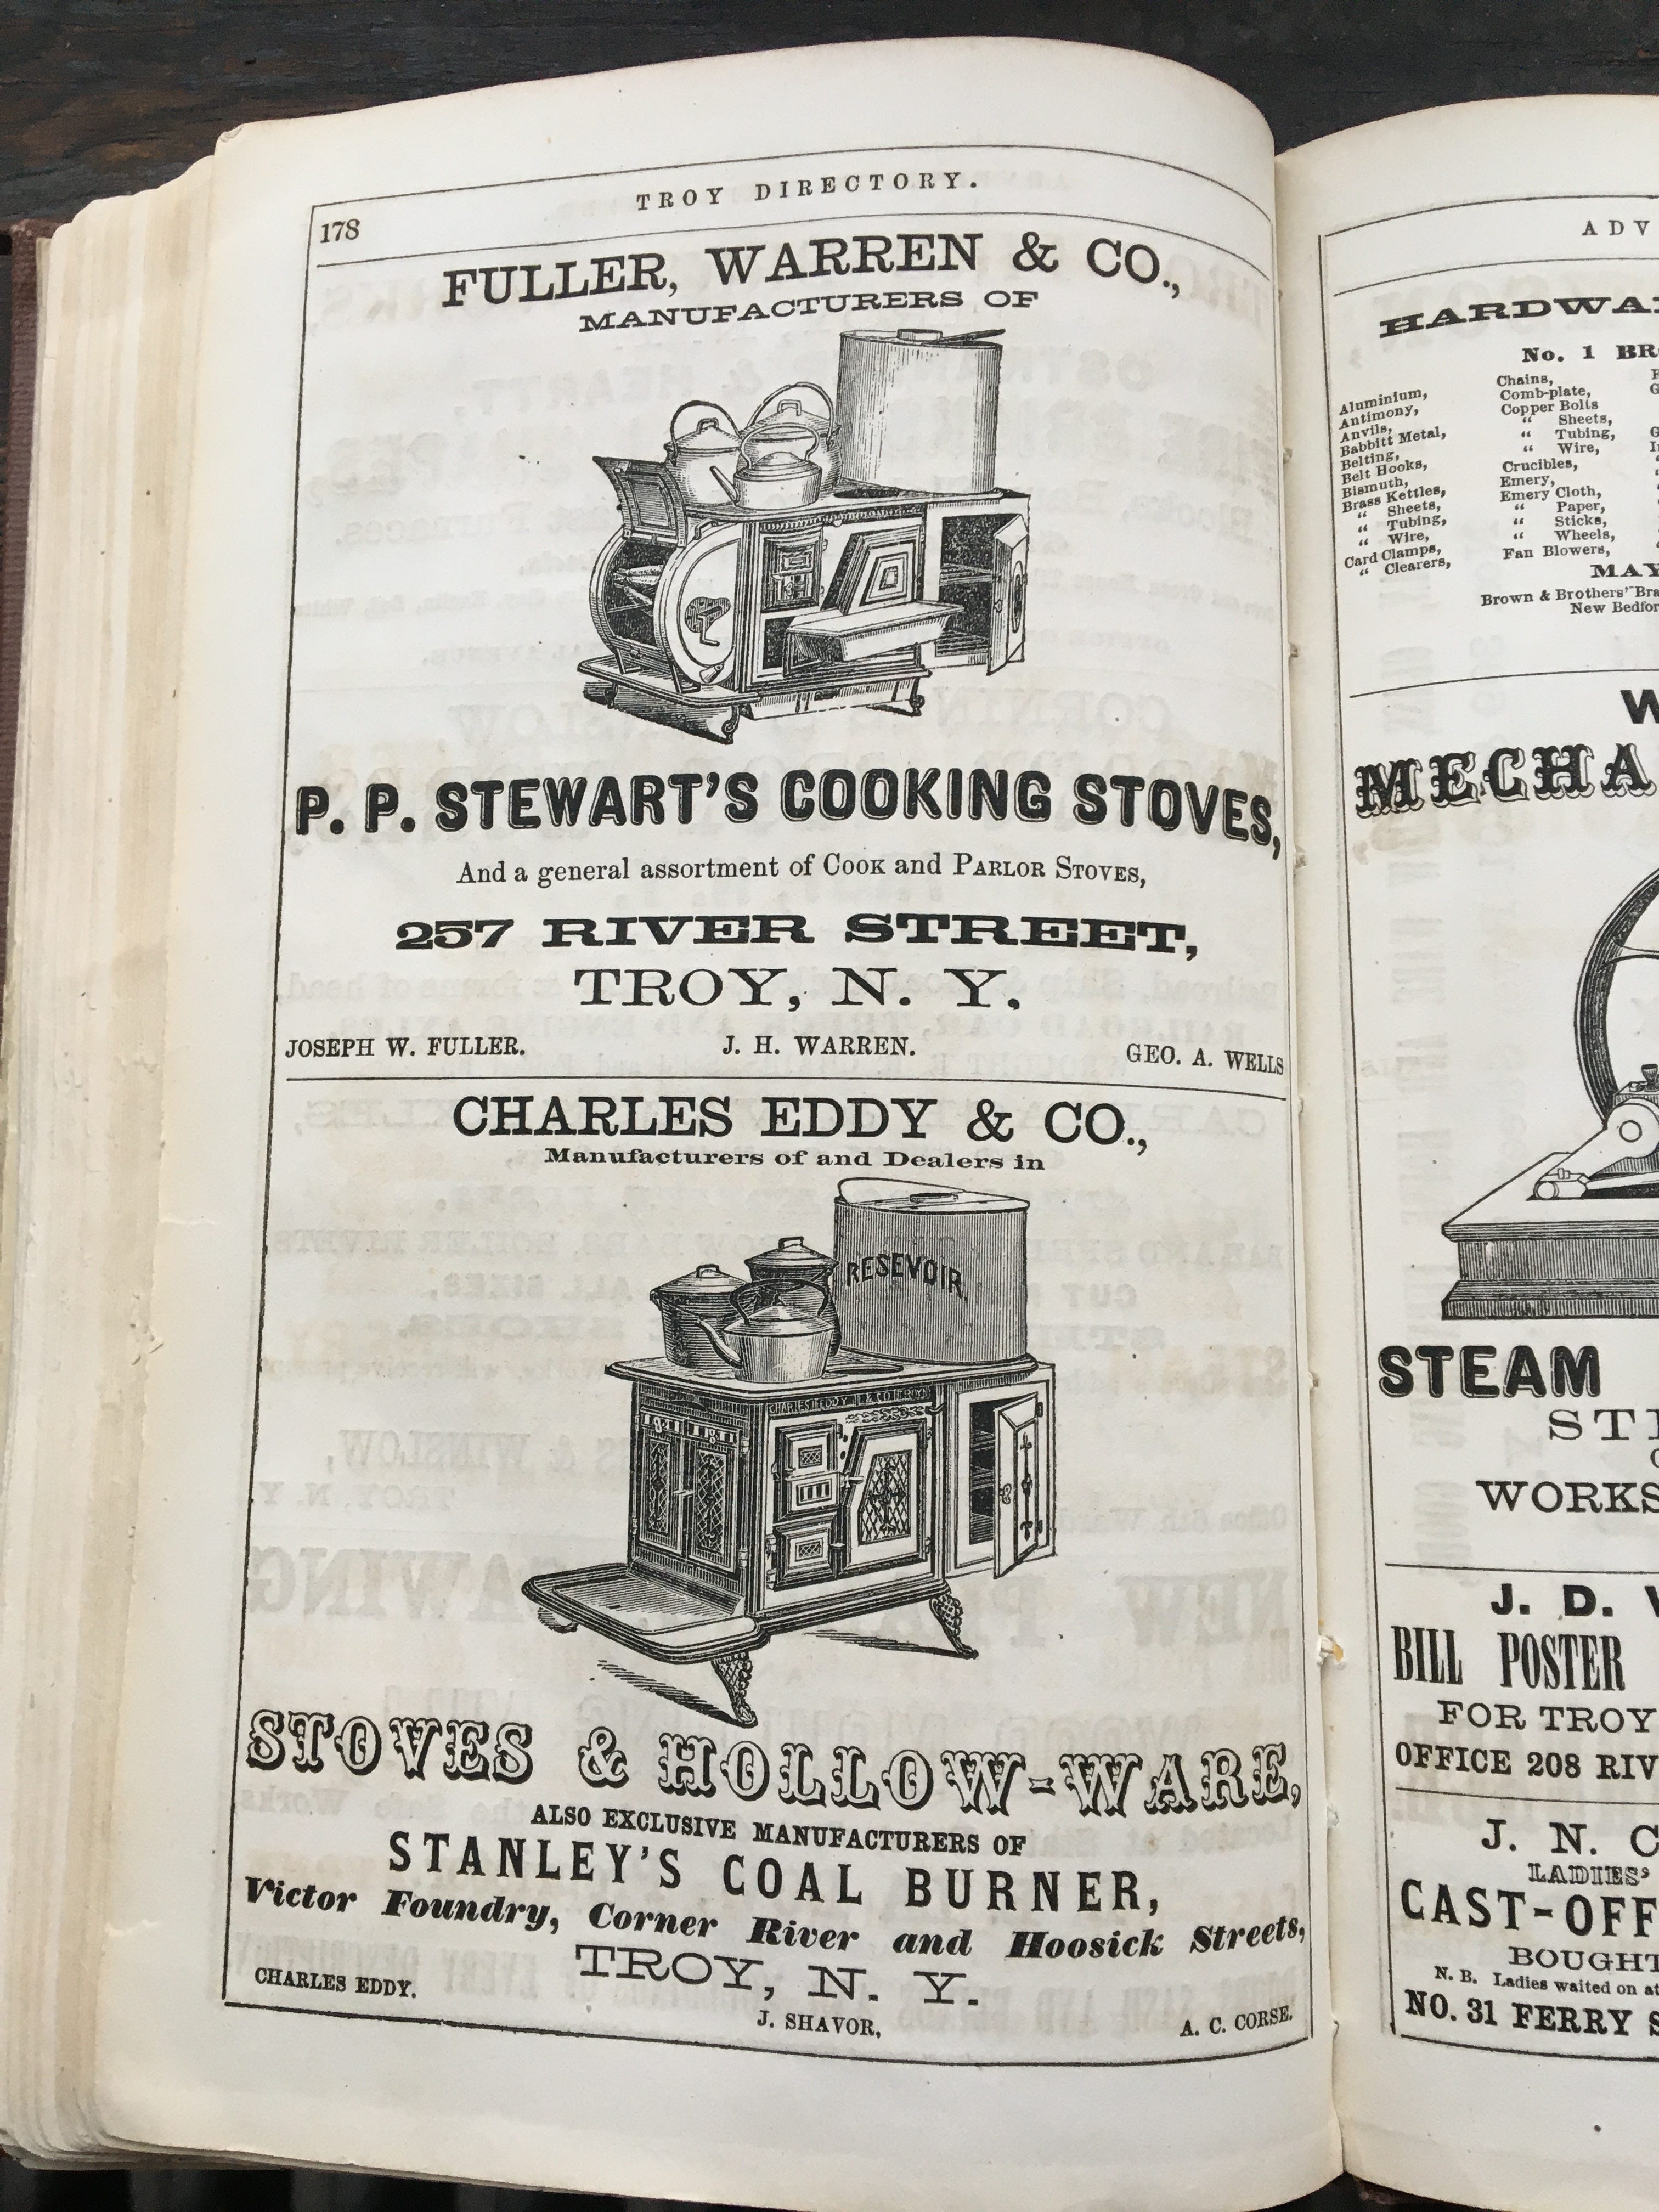 178
TROY DIRECTORY.
FULLER, WARREN & CO.,
MANUFACTURERS OF
P. P. STEWART'S COOKING STOVES,
And a general assortment of COOK and PARLOR STOVES,
257 RIVER STREET,
TROY, N. Y.
JOSEPH W. FULLER. J. H. WARREN. GEO. A. WELLS
CHARLES EDDY & CO.,
Manufacturers of and Dealers in
RESEVOIR
STOVES & HOLLOW-WARE,
ALSO EXCLUSIVE MANUFACTURERS OF
STANLEY'S COAL BURNER,
Victor Foundry, Corner River and Hoosick Streets,
TROY, N. Y.
CHARLES EDDY. J. SHAVOR, A. C. CORSE.
ADV
HARDWA
No. 1 BR
Aluminium,
Antimony,
Anvils,
Babbitt Metal,
Belting,
Belt Hooks,
Bismuth,
Brass Kettles,
" Sheets,
" Tubing,
" Wire,
Card Clamps,
" Clearers,
Chains,
Comb-plate,
Copper Bolts
" Sheets,
" Tubing,
" Wire,
Crucibles,
Emery,
Emery Cloth,
" Paper,
" Sticks,
" Wheels,
Fan Blowers,
MAY
Brown & Brothers' Bra
New Bedfor
W
MECHA
STEAM
STE
WORKS
J. D. W
BILL POSTER
FOR TROY
OFFICE 208 RIV
J. N. C
LADIES'
CAST-OFF
BOUGHT
N. B. Ladies waited on at
NO. 31 FERRY S